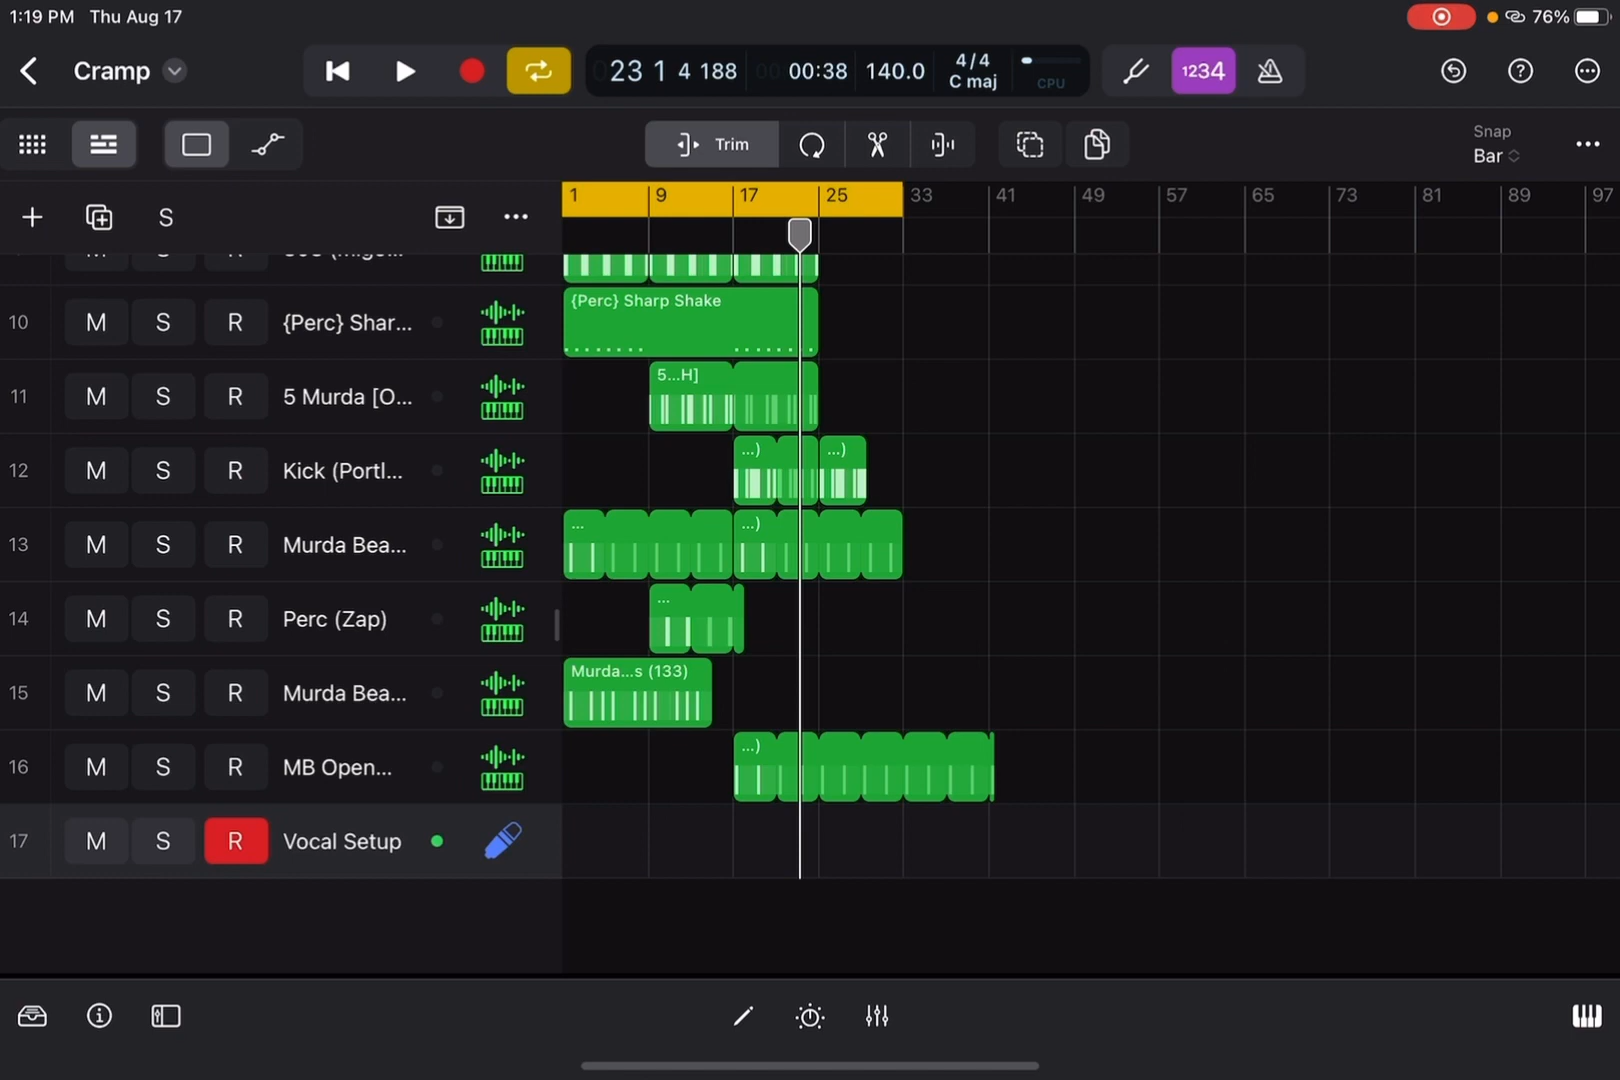 1:19 PM Thu Aug 17
76%
Cramp
0 23 1 4 188
00 00:38
140.0
4/4
C maj
CPU
1234
Trim
Snap
Bar
S
1 9 17 25 33 41 49 57 65 73 81 89 97
10 M S R {Perc} Shar...
{Perc} Sharp Shake
11 M S R 5 Murda [O...
5...H]
12 M S R Kick (Portl...
...) ...)
13 M S R Murda Bea...
... ...)
14 M S R Perc (Zap)
...
15 M S R Murda Bea...
Murda...s (133)
16 M S R MB Open...
...)
17 M S R Vocal Setup